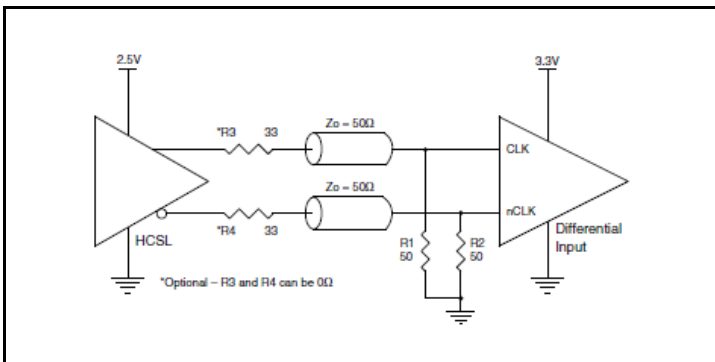 2.5V
3.3V
*R3 33
Zo – 50Ω
CLK
Zo – 50Ω
nCLK
*R4 33
HCSL
R1
50
R2
50
Differential
Input
*Optional – R3 and R4 can be 0Ω